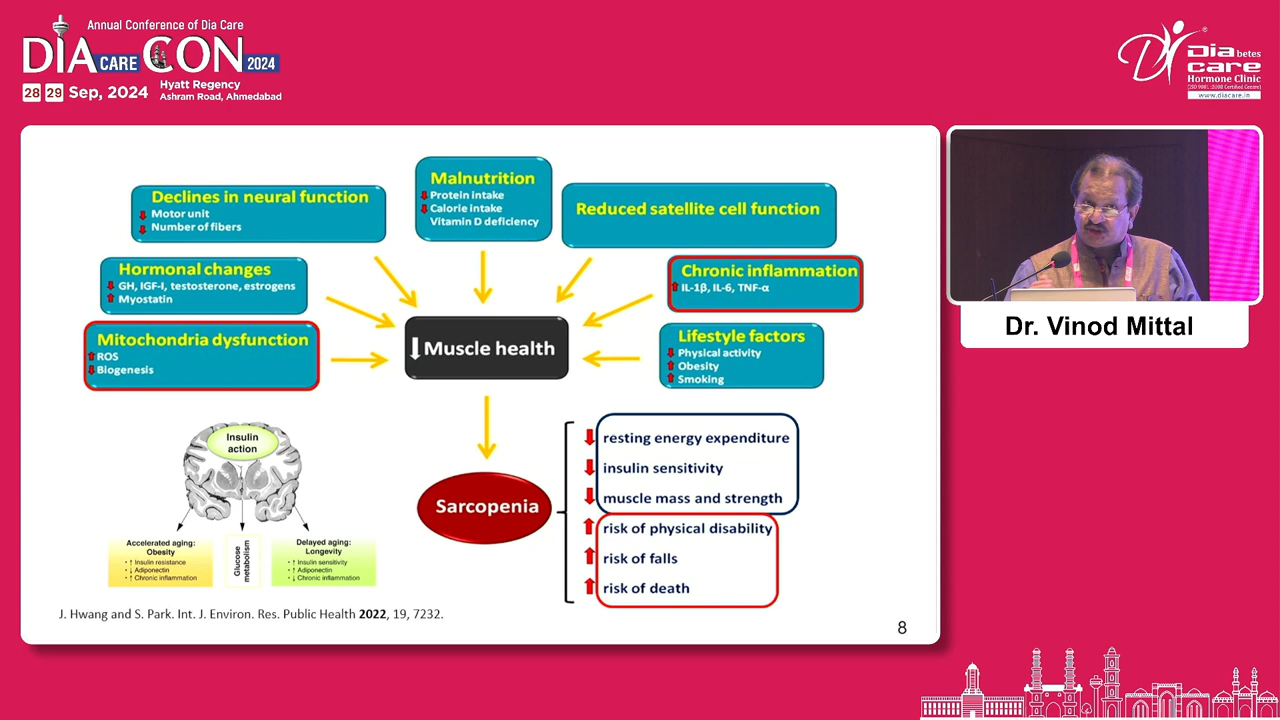 Annual Conference of Dia Care
DIA CARE CON 2024
28 29 Sep, 2024
Hyatt Regency
Ashram Road, Ahmedabad
Diabetes
care
Hormone Clinic
(ISO 9001 : 2008 Certified Centre)
www.diacare.in
Declines in neural function
Motor unit
Number of fibers
Malnutrition
Protein intake
Calorie intake
Vitamin D deficiency
Reduced satellite cell function
Hormonal changes
GH, IGF-I, testosterone, estrogens
Myostatin
Chronic inflammation
IL-1β, IL-6, TNF-α
Mitochondria dysfunction
ROS
Biogenesis
↓ Muscle health
Lifestyle factors
Physical activity
Obesity
Smoking
Sarcopenia
resting energy expenditure
insulin sensitivity
muscle mass and strength
risk of physical disability
risk of falls
risk of death
Insulin
action
Accelerated aging:
Obesity
• ↑ Insulin resistance
• ↓ Adiponectin
• ↑ Chronic inflammation
Glucose
metabolism
Delayed aging:
Longevity
• ↑ Insulin sensitivity
• ↑ Adiponectin
• ↓ Chronic inflammation
J. Hwang and S. Park. Int. J. Environ. Res. Public Health 2022, 19, 7232.
8
Dr. Vinod Mittal